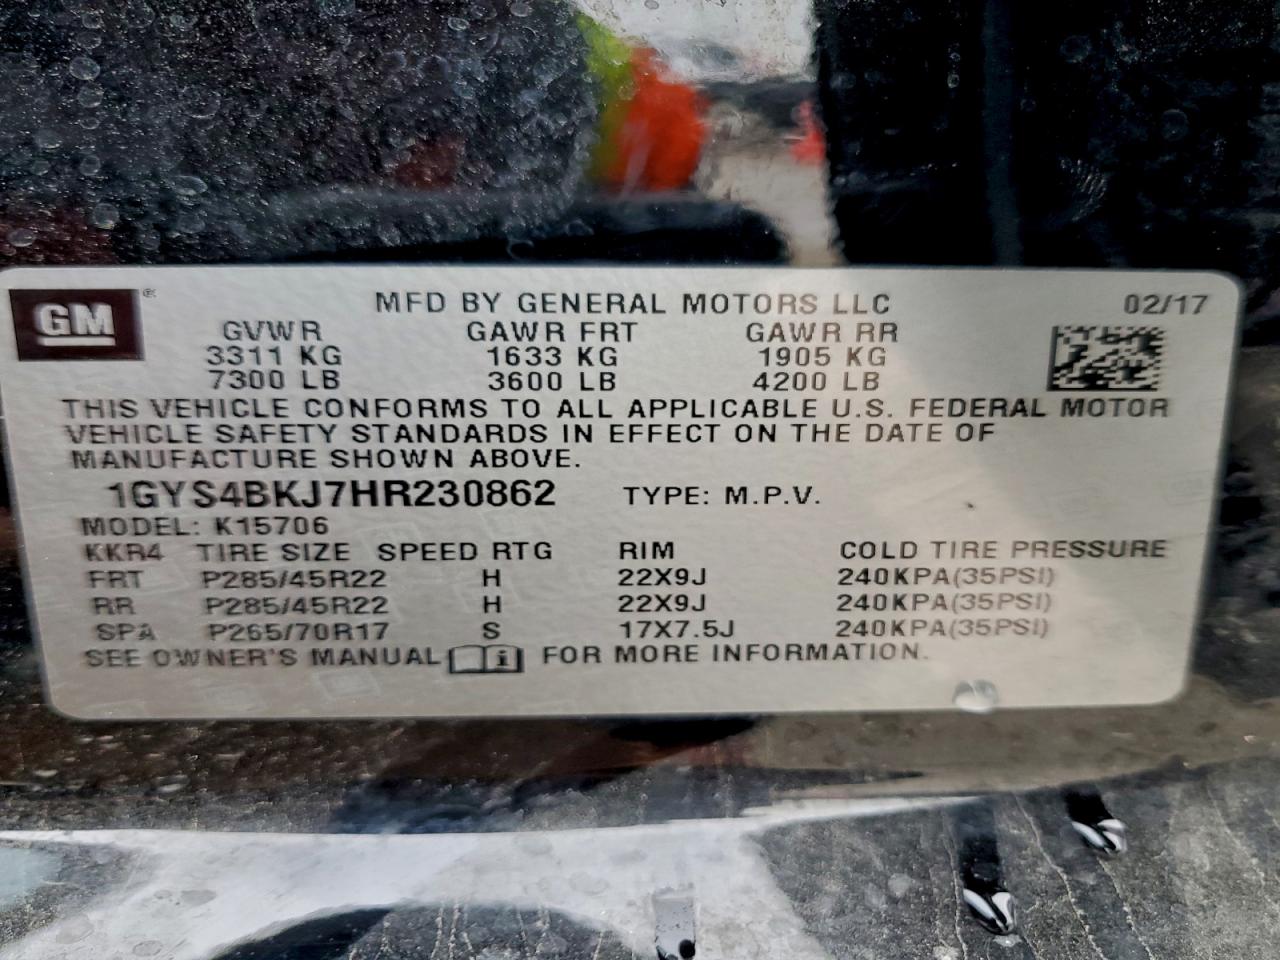 GM ®
MFD BY GENERAL MOTORS LLC 02/17
GVWR GAWR FRT GAWR RR
3311 KG 1633 KG 1905 KG
7300 LB 3600 LB 4200 LB
THIS VEHICLE CONFORMS TO ALL APPLICABLE U.S. FEDERAL MOTOR
VEHICLE SAFETY STANDARDS IN EFFECT ON THE DATE OF
MANUFACTURE SHOWN ABOVE.
1GYS4BKJ7HR230862 TYPE: M.P.V.
MODEL: K15706
KKR4 TIRE SIZE SPEED RTG RIM COLD TIRE PRESSURE
FRT P285/45R22 H 22X9J 240KPA(35PSI)
RR P285/45R22 H 22X9J 240KPA(35PSI)
SPA P265/70R17 S 17X7.5J 240KPA(35PSI)
SEE OWNER'S MANUAL i FOR MORE INFORMATION.